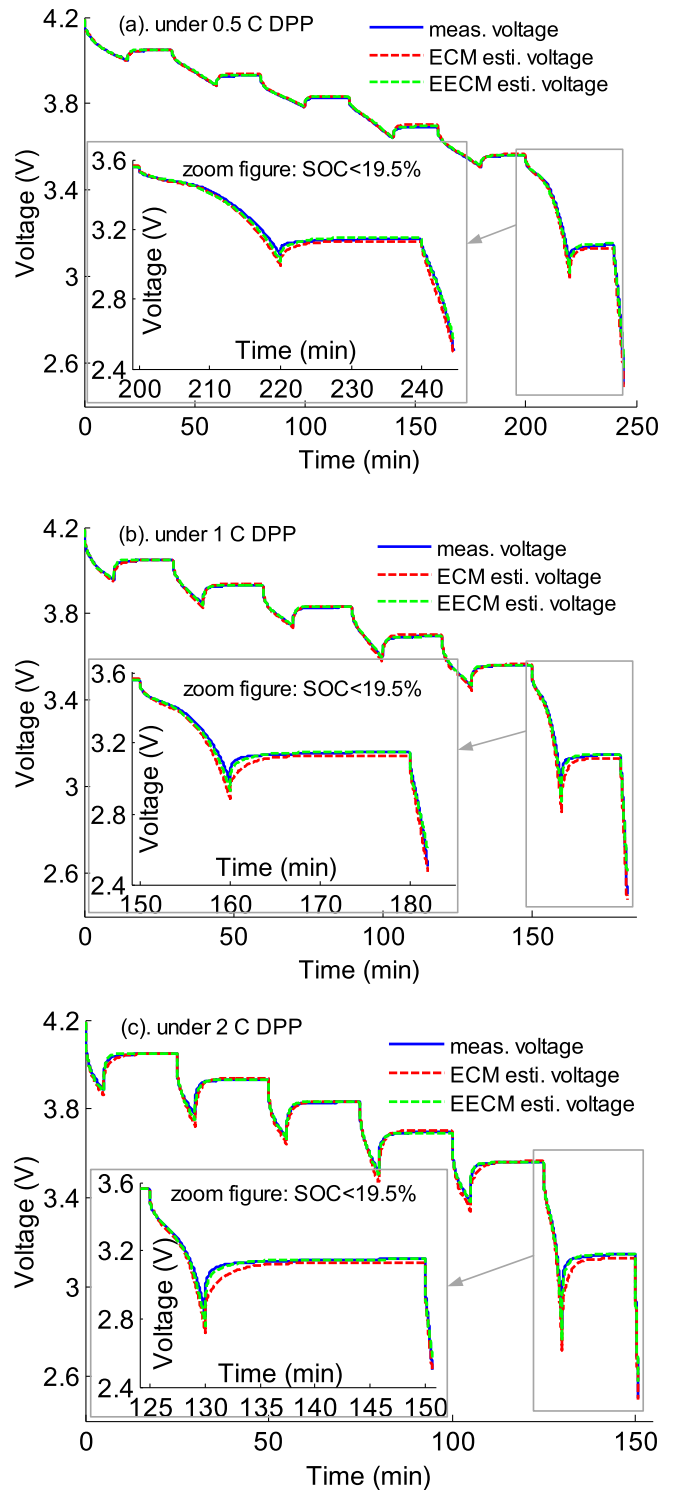 4.2
(a). under 0.5 C DPP
meas. voltage
ECM esti. voltage
EECM esti. voltage
3.8
3.4
3
2.6
Voltage (V)
zoom figure: SOC<19.5%
3.6
3.2
2.8
2.4
Voltage (V)
Time (min)
200 210 220 230 240
0 50 100 150 200 250
Time (min)
4.2
(b). under 1 C DPP
meas. voltage
ECM esti. voltage
EECM esti. voltage
3.8
3.4
3
2.6
Voltage (V)
zoom figure: SOC<19.5%
3.6
3.2
2.8
2.4
Voltage (V)
Time (min)
150 160 170 180
0 50 100 150
Time (min)
4.2
(c). under 2 C DPP
meas. voltage
ECM esti. voltage
EECM esti. voltage
3.8
3.4
3
2.6
Voltage (V)
zoom figure: SOC<19.5%
3.6
3.2
2.8
2.4
Voltage (V)
Time (min)
125 130 135 140 145 150
0 50 100 150
Time (min)